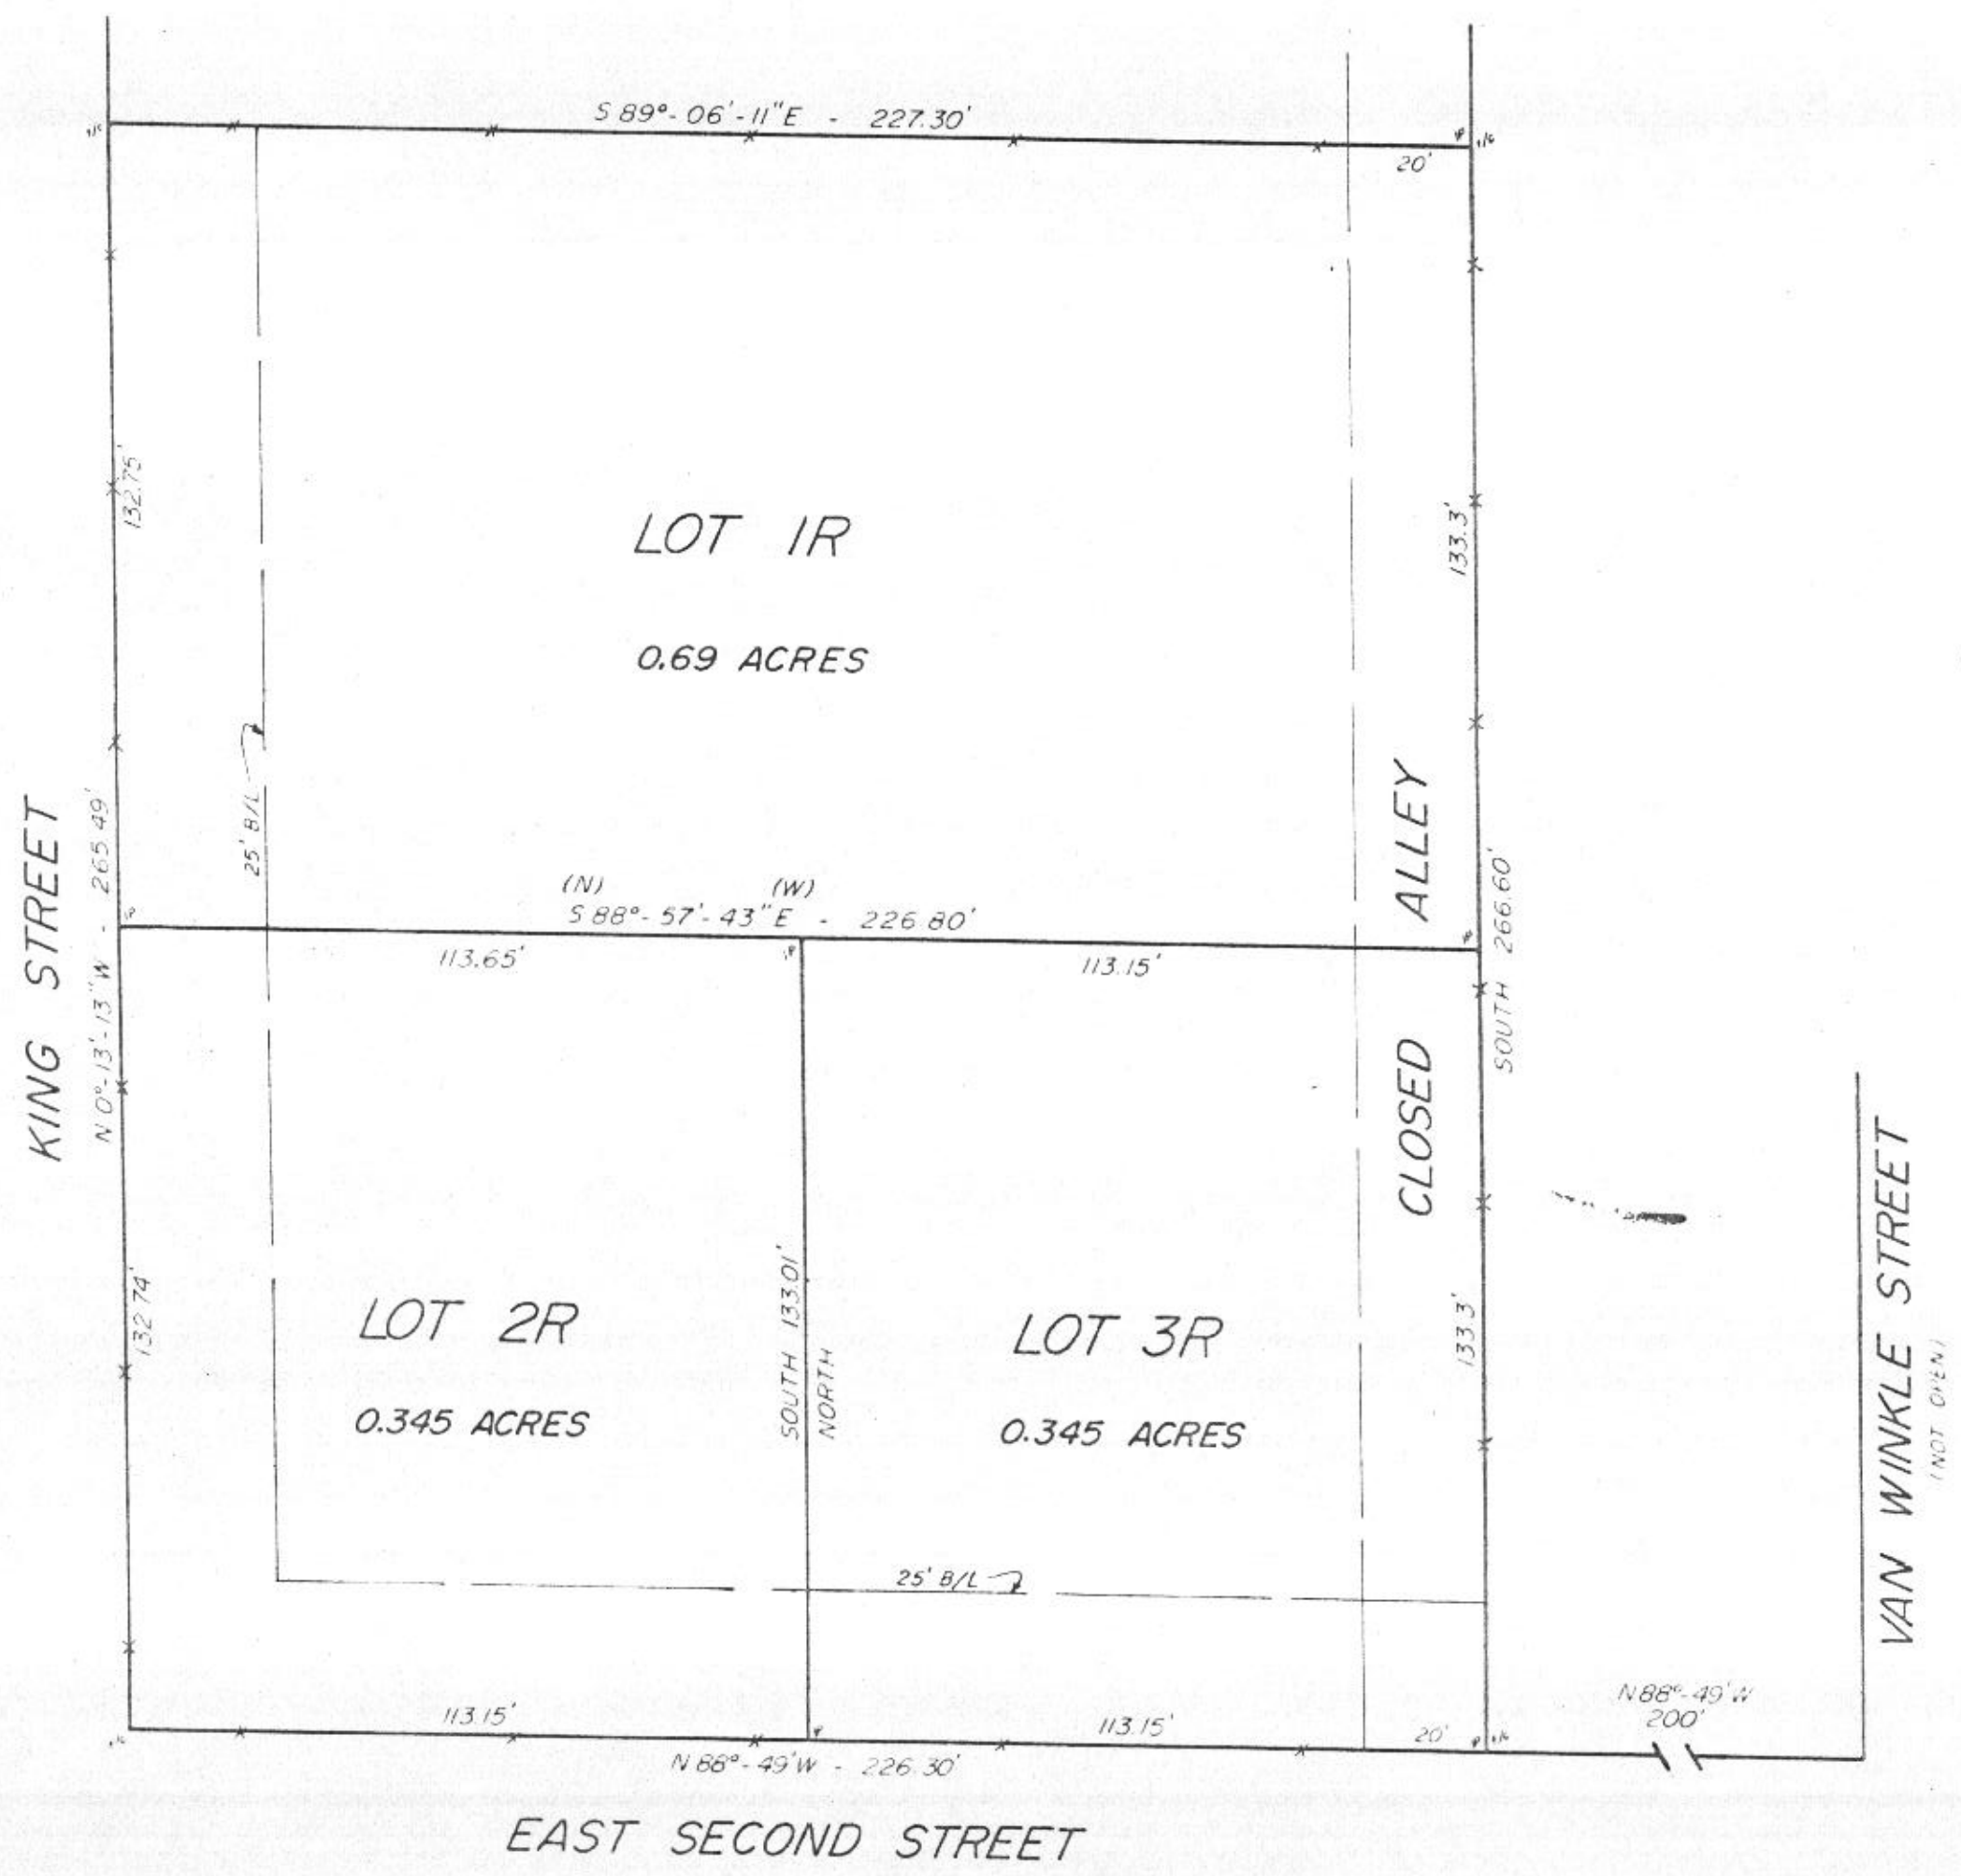 S 89°-06'-11"E - 227.30'
20'
132.75'
133.3'
LOT 1R
0.69 ACRES
25' B/L
KING STREET
N 0°-13'-13"W - 265.49'
CLOSED ALLEY
SOUTH 266.60'
(N) (W)
S 88°-57'-43"E - 226.80'
113.65'
113.15'
132.74'
LOT 2R
0.345 ACRES
SOUTH 133.01'
NORTH
LOT 3R
0.345 ACRES
133.3'
VAN WINKLE STREET
(NOT OPEN)
25' B/L
113.15'
113.15'
20'
N 88°-49'W
200'
N 88°-49'W - 226.30'
EAST SECOND STREET